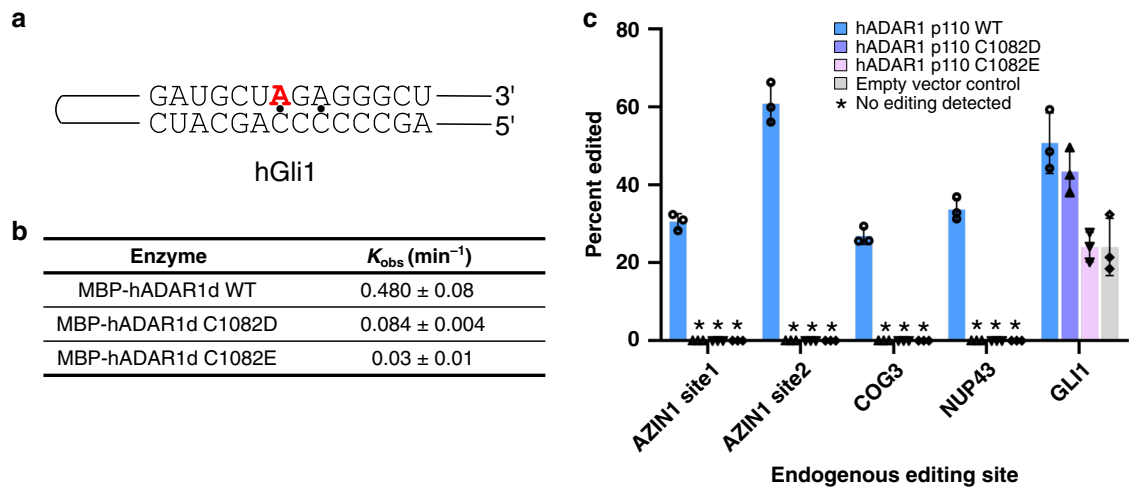 a
GAUGCUAGAGGGCU 3'
CUACGACCCCCCGA 5'
hGli1
b
Enzyme Kobs (min–1)
MBP-hADAR1d WT 0.480 ± 0.08
MBP-hADAR1d C1082D 0.084 ± 0.004
MBP-hADAR1d C1082E 0.03 ± 0.01
c
hADAR1 p110 WT
hADAR1 p110 C1082D
hADAR1 p110 C1082E
Empty vector control
* No editing detected
Percent edited
80
60
40
20
0
* * * * * * * * * * * *
AZIN1 site1
AZIN1 site2
COG3
NUP43
GLI1
Endogenous editing site